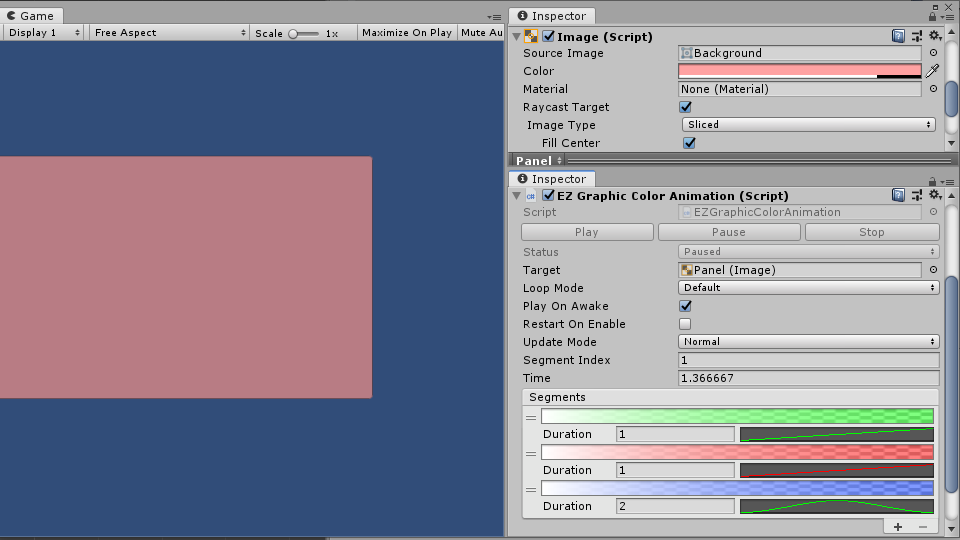 Game
Display 1 Free Aspect Scale 1x Maximize On Play Mute Au
Inspector
Image (Script)
Source Image Background
Color
Material None (Material)
Raycast Target
Image Type Sliced
Fill Center
Panel
Inspector
EZ Graphic Color Animation (Script)
Script EZGraphicColorAnimation
Play Pause Stop
Status Paused
Target Panel (Image)
Loop Mode Default
Play On Awake
Restart On Enable
Update Mode Normal
Segment Index 1
Time 1.366667
Segments
Duration 1
Duration 1
Duration 2